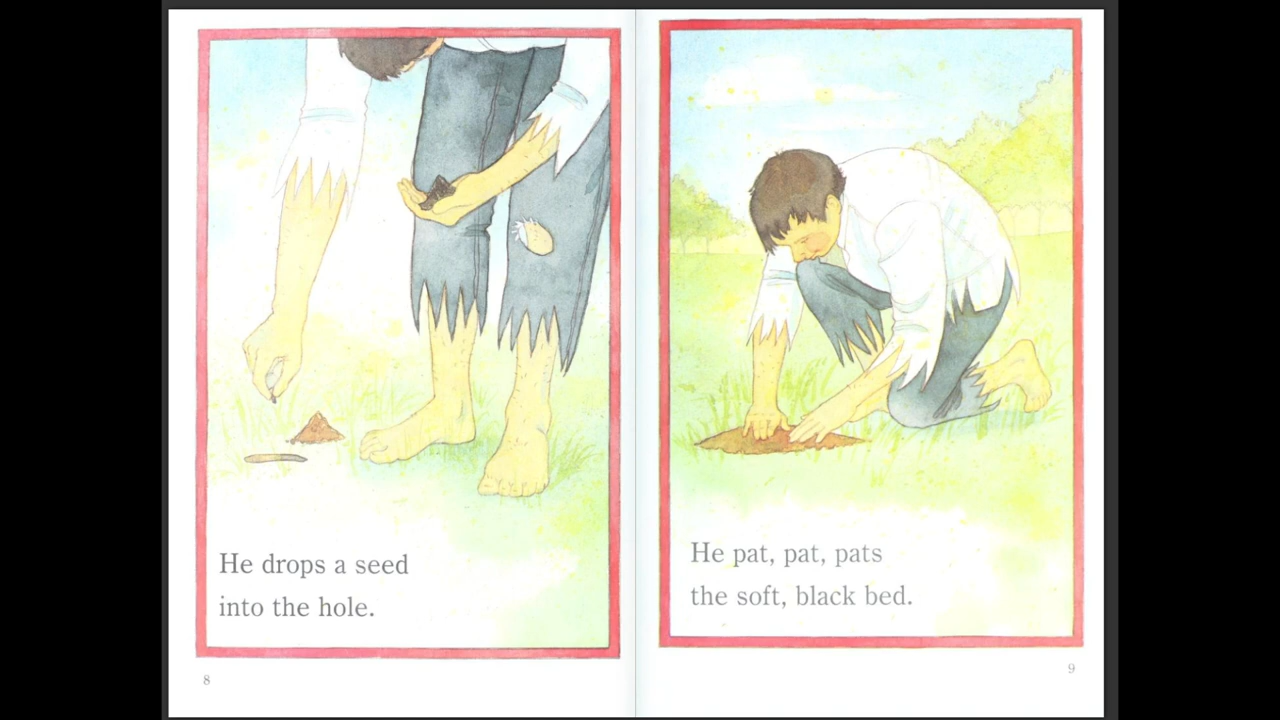 He drops a seed
into the hole.
8
He pat, pat, pats
the soft, black bed.
9